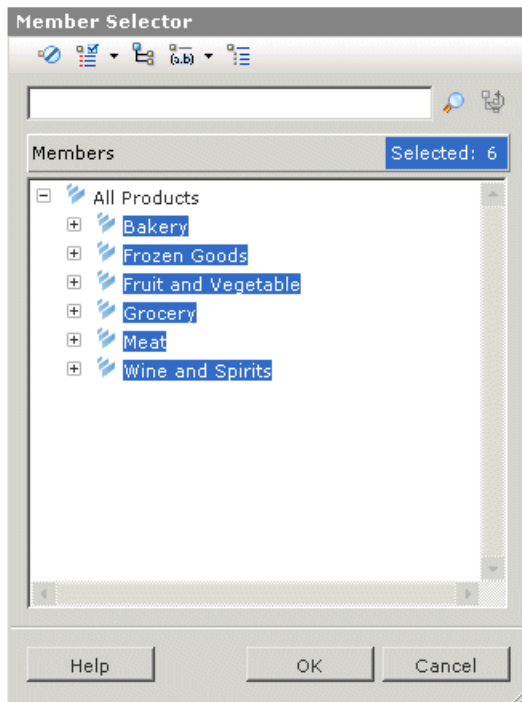 Member Selector
(a.b)
Members Selected: 6
All Products
Bakery
Frozen Goods
Fruit and Vegetable
Grocery
Meat
Wine and Spirits
Help OK Cancel